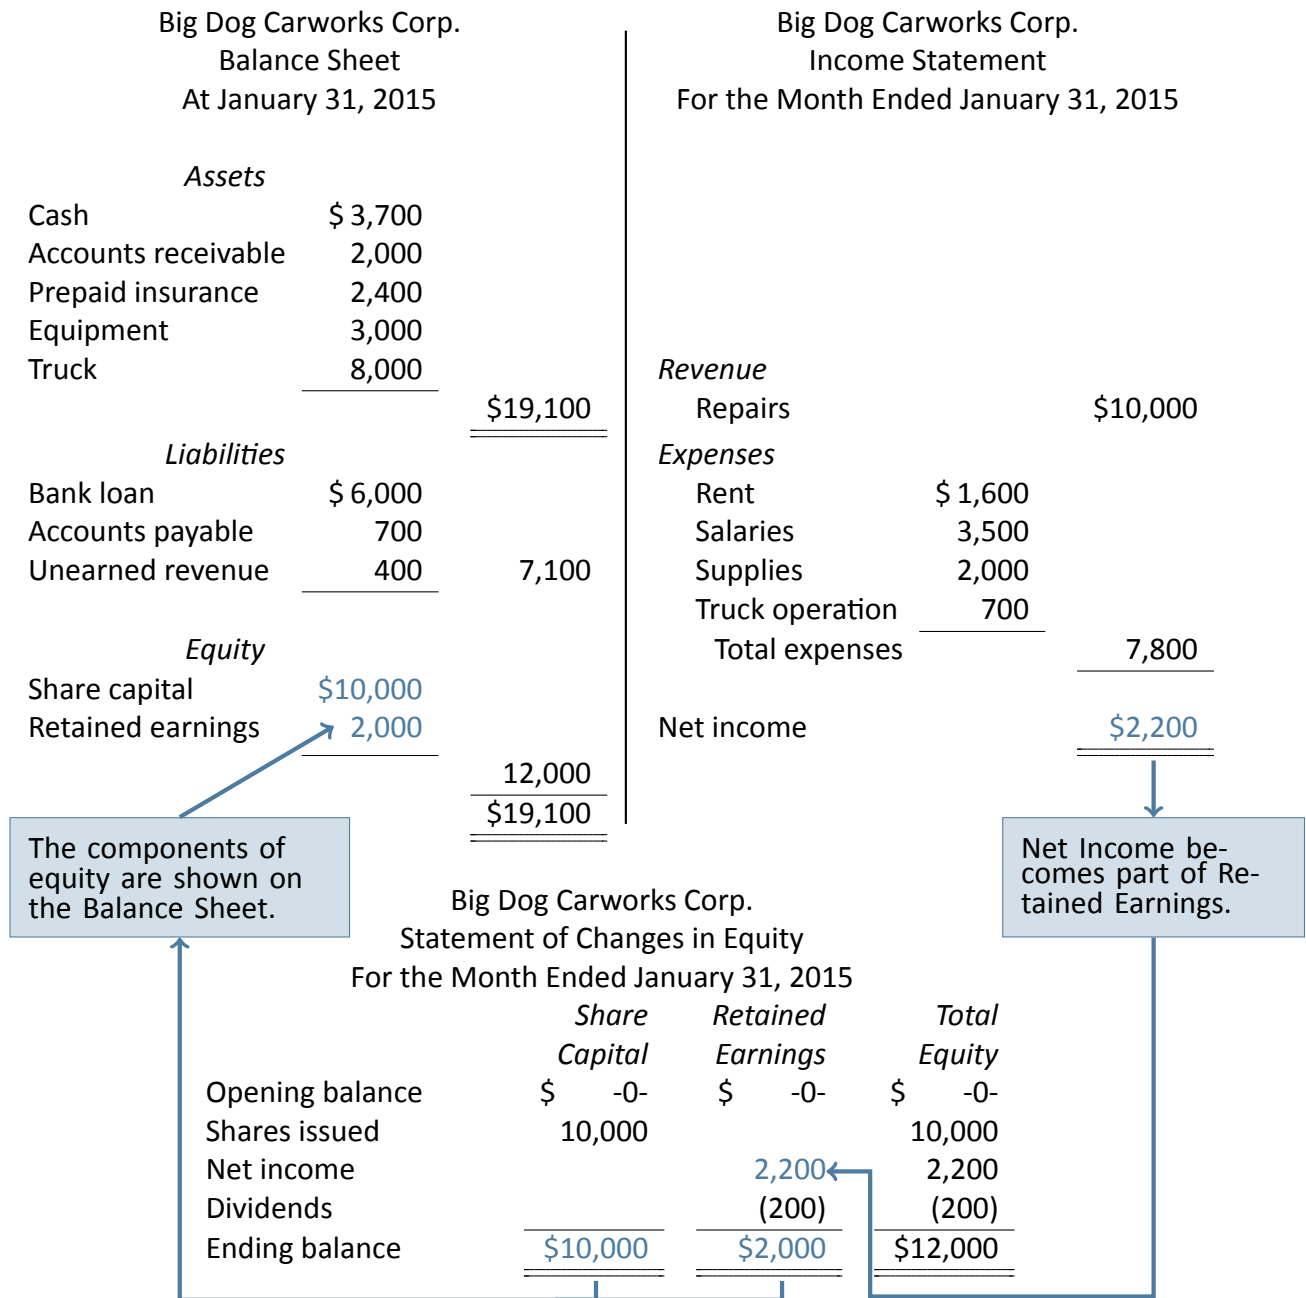 Big Dog Carworks Corp.
Balance Sheet
At January 31, 2015
Assets
Cash $ 3,700
Accounts receivable 2,000
Prepaid insurance 2,400
Equipment 3,000
Truck 8,000
$19,100
Liabilities
Bank loan $ 6,000
Accounts payable 700
Unearned revenue 400 7,100
Equity
Share capital $10,000
Retained earnings 2,000
12,000
$19,100
The components of
equity are shown on
the Balance Sheet.
Big Dog Carworks Corp.
Income Statement
For the Month Ended January 31, 2015
Revenue
Repairs $10,000
Expenses
Rent $ 1,600
Salaries 3,500
Supplies 2,000
Truck operation 700
Total expenses 7,800
Net income $2,200
Net Income be-
comes part of Re-
tained Earnings.
Big Dog Carworks Corp.
Statement of Changes in Equity
For the Month Ended January 31, 2015
Share Retained Total
Capital Earnings Equity
Opening balance $ -0- $ -0- $ -0-
Shares issued 10,000 10,000
Net income 2,200 2,200
Dividends (200) (200)
Ending balance $10,000 $2,000 $12,000